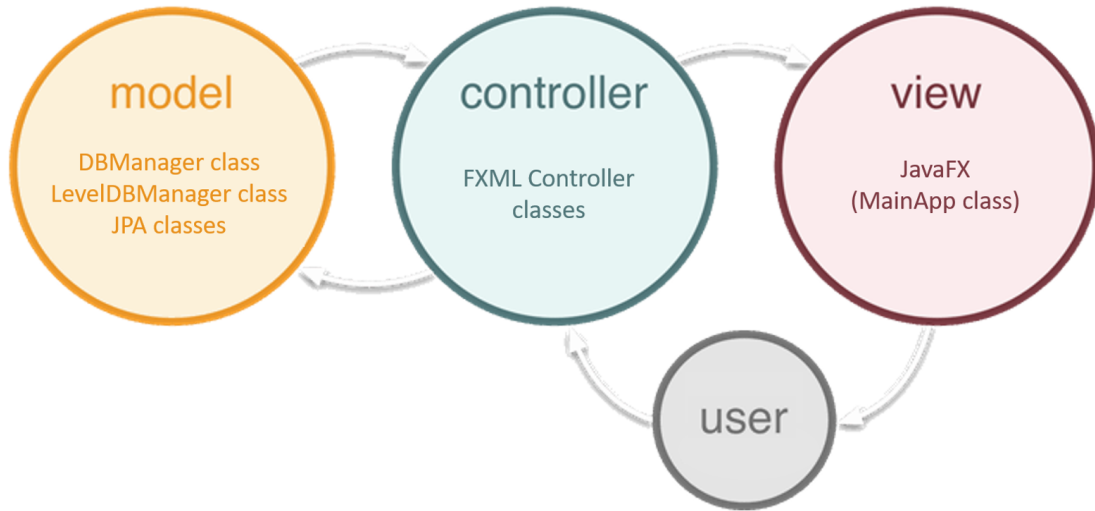 model
DBManager class
LevelDBManager class
JPA classes
controller
FXML Controller
classes
view
JavaFX
(MainApp class)
user